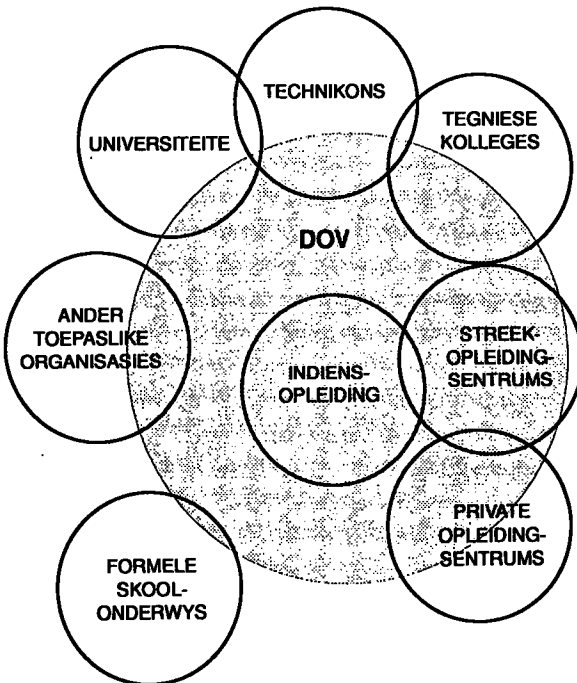 TECHNIKONS
UNIVERSITEITE
TEGNIESE
KOLLEGES
DOV
ANDER
TOEPASLIKE
ORGANISASIES
INDIENS-
OPLEIDING
STREEK-
OPLEIDING-
SENTRUMS
PRIVATE
OPLEIDING-
SENTRUMS
FORMELE
SKOOL-
ONDERWYS